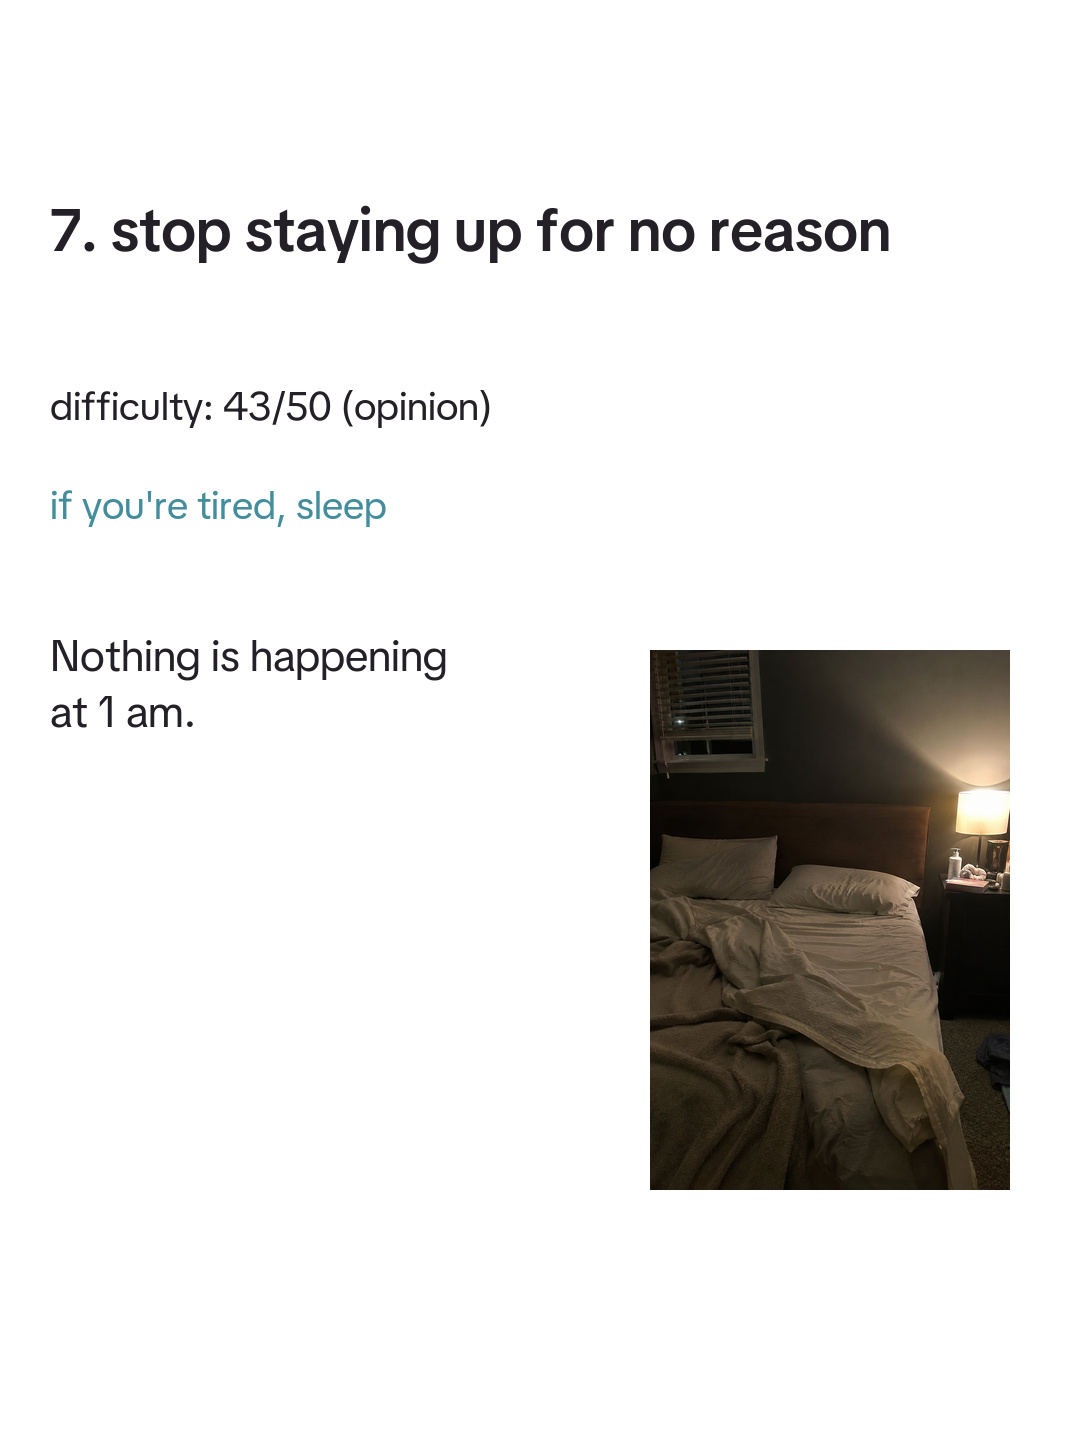 7. stop staying up for no reason
difficulty: 43/50 (opinion)
if you're tired, sleep
Nothing is happening
at 1 am.